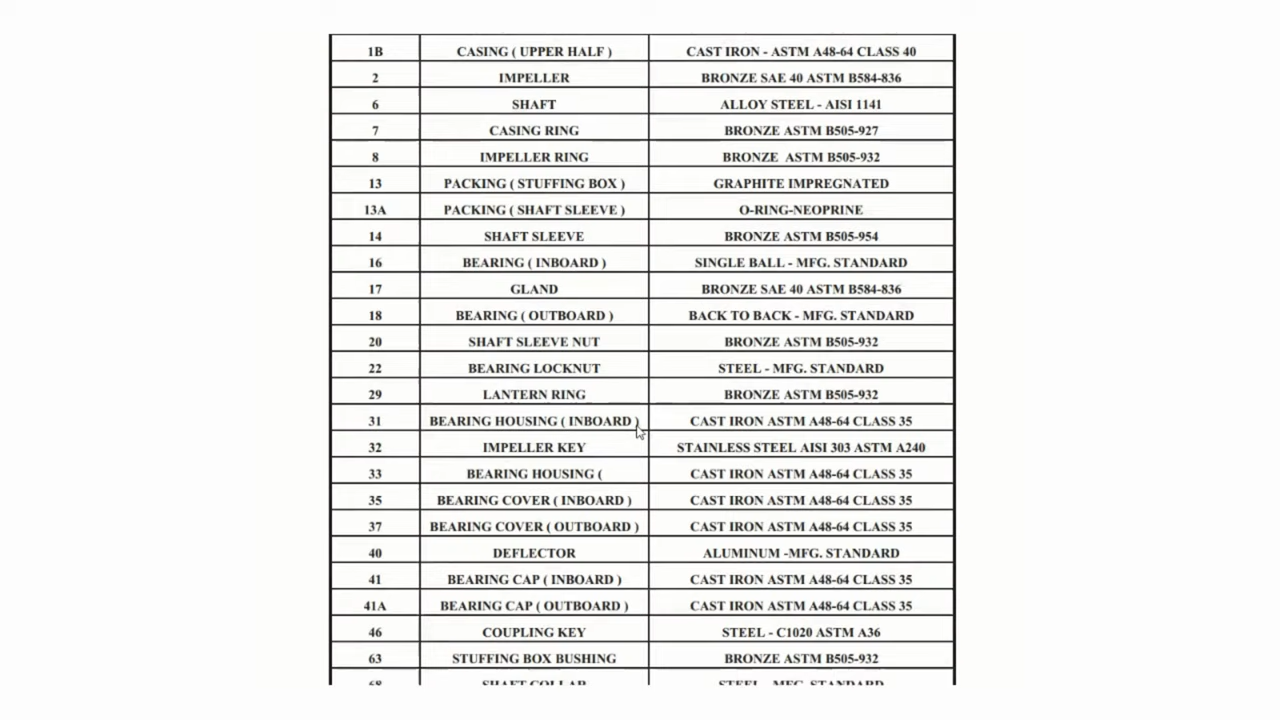 1B CASING ( UPPER HALF ) CAST IRON - ASTM A48-64 CLASS 40
2 IMPELLER BRONZE SAE 40 ASTM B584-836
6 SHAFT ALLOY STEEL - AISI 1141
7 CASING RING BRONZE ASTM B505-927
8 IMPELLER RING BRONZE ASTM B505-932
13 PACKING ( STUFFING BOX ) GRAPHITE IMPREGNATED
13A PACKING ( SHAFT SLEEVE ) O-RING-NEOPRINE
14 SHAFT SLEEVE BRONZE ASTM B505-954
16 BEARING ( INBOARD ) SINGLE BALL - MFG. STANDARD
17 GLAND BRONZE SAE 40 ASTM B584-836
18 BEARING ( OUTBOARD ) BACK TO BACK - MFG. STANDARD
20 SHAFT SLEEVE NUT BRONZE ASTM B505-932
22 BEARING LOCKNUT STEEL - MFG. STANDARD
29 LANTERN RING BRONZE ASTM B505-932
31 BEARING HOUSING ( INBOARD ) CAST IRON ASTM A48-64 CLASS 35
32 IMPELLER KEY STAINLESS STEEL AISI 303 ASTM A240
33 BEARING HOUSING ( CAST IRON ASTM A48-64 CLASS 35
35 BEARING COVER ( INBOARD ) CAST IRON ASTM A48-64 CLASS 35
37 BEARING COVER ( OUTBOARD ) CAST IRON ASTM A48-64 CLASS 35
40 DEFLECTOR ALUMINUM -MFG. STANDARD
41 BEARING CAP ( INBOARD ) CAST IRON ASTM A48-64 CLASS 35
41A BEARING CAP ( OUTBOARD ) CAST IRON ASTM A48-64 CLASS 35
46 COUPLING KEY STEEL - C1020 ASTM A36
63 STUFFING BOX BUSHING BRONZE ASTM B505-932
68 SHAFT COLLAR STEEL - MFG. STANDARD